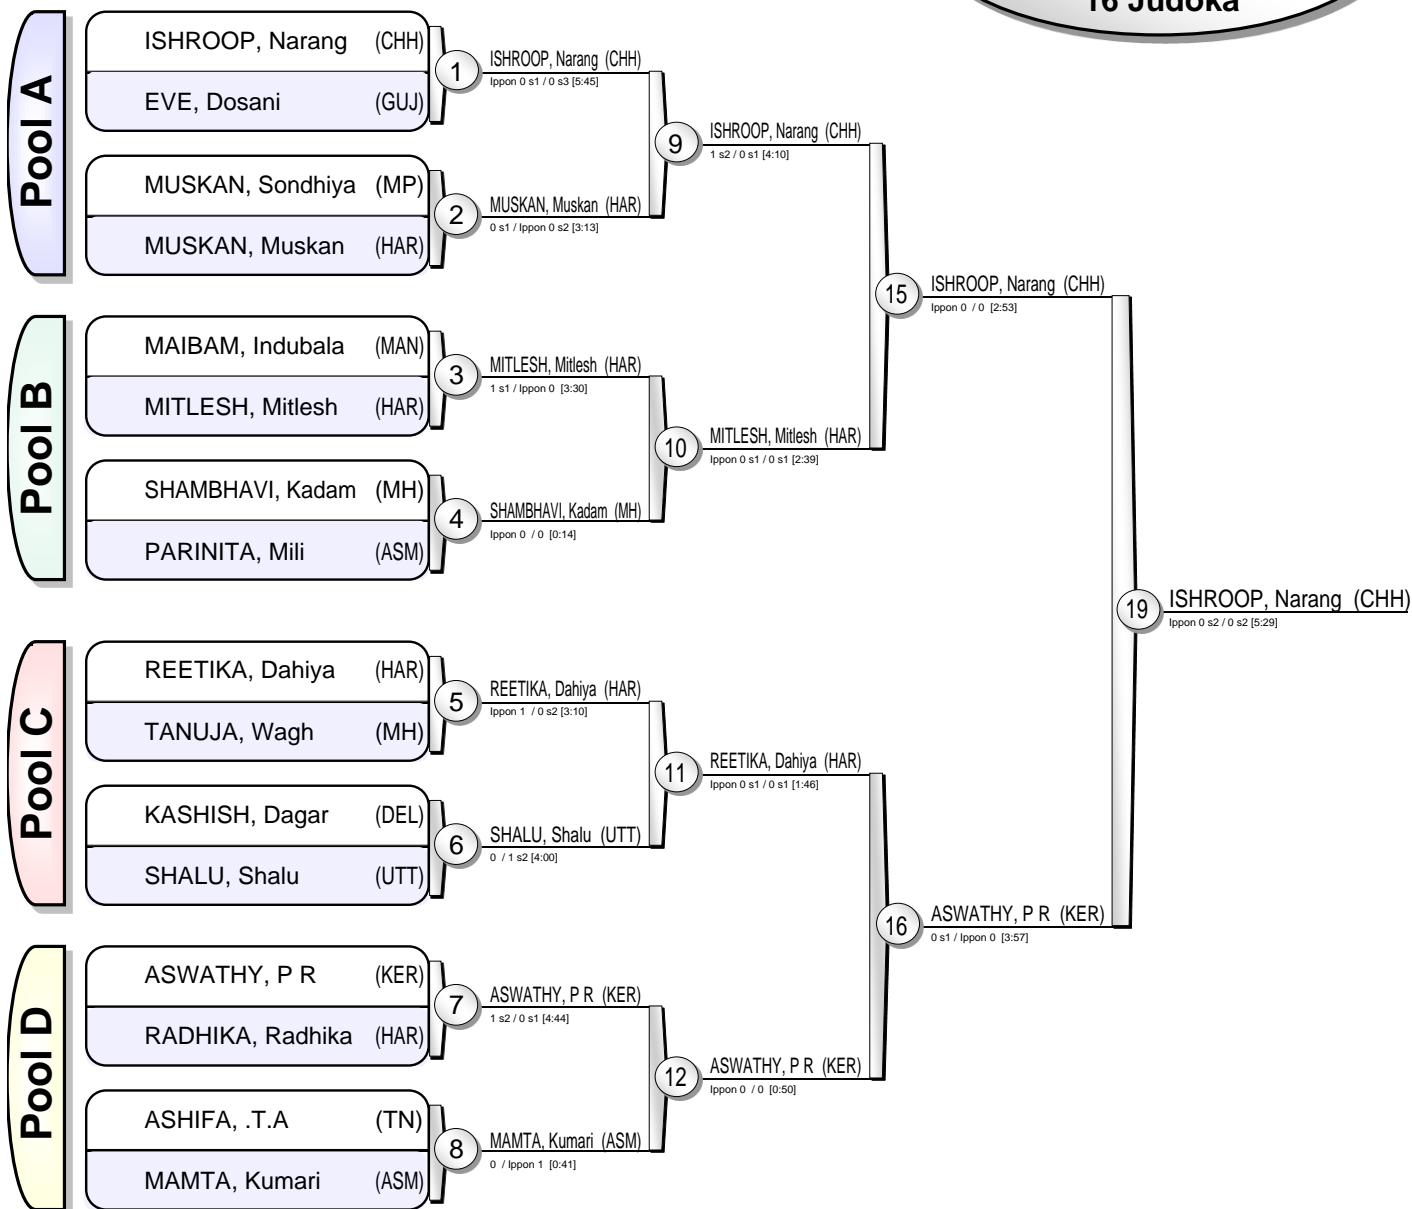 16 Judoka
Pool A
ISHROOP, Narang (CHH)
EVE, Dosani (GUJ)
MUSKAN, Sondhiya (MP)
MUSKAN, Muskan (HAR)
1
ISHROOP, Narang (CHH)
Ippon 0 s1 / 0 s3 [5:45]
2
MUSKAN, Muskan (HAR)
0 s1 / Ippon 0 s2 [3:13]
9
ISHROOP, Narang (CHH)
1 s2 / 0 s1 [4:10]
Pool B
MAIBAM, Indubala (MAN)
MITLESH, Mitlesh (HAR)
SHAMBHAVI, Kadam (MH)
PARINITA, Mili (ASM)
3
MITLESH, Mitlesh (HAR)
1 s1 / Ippon 0 [3:30]
4
SHAMBHAVI, Kadam (MH)
Ippon 0 / 0 [0:14]
10
MITLESH, Mitlesh (HAR)
Ippon 0 s1 / 0 s1 [2:39]
15
ISHROOP, Narang (CHH)
Ippon 0 / 0 [2:53]
Pool C
REETIKA, Dahiya (HAR)
TANUJA, Wagh (MH)
KASHISH, Dagar (DEL)
SHALU, Shalu (UTT)
5
REETIKA, Dahiya (HAR)
Ippon 1 / 0 s2 [3:10]
6
SHALU, Shalu (UTT)
0 / 1 s2 [4:00]
11
REETIKA, Dahiya (HAR)
Ippon 0 s1 / 0 s1 [1:46]
Pool D
ASWATHY, P R (KER)
RADHIKA, Radhika (HAR)
ASHIFA, .T.A (TN)
MAMTA, Kumari (ASM)
7
ASWATHY, P R (KER)
1 s2 / 0 s1 [4:44]
8
MAMTA, Kumari (ASM)
0 / Ippon 1 [0:41]
12
ASWATHY, P R (KER)
Ippon 0 / 0 [0:50]
16
ASWATHY, P R (KER)
0 s1 / Ippon 0 [3:57]
19
ISHROOP, Narang (CHH)
Ippon 0 s2 / 0 s2 [5:29]